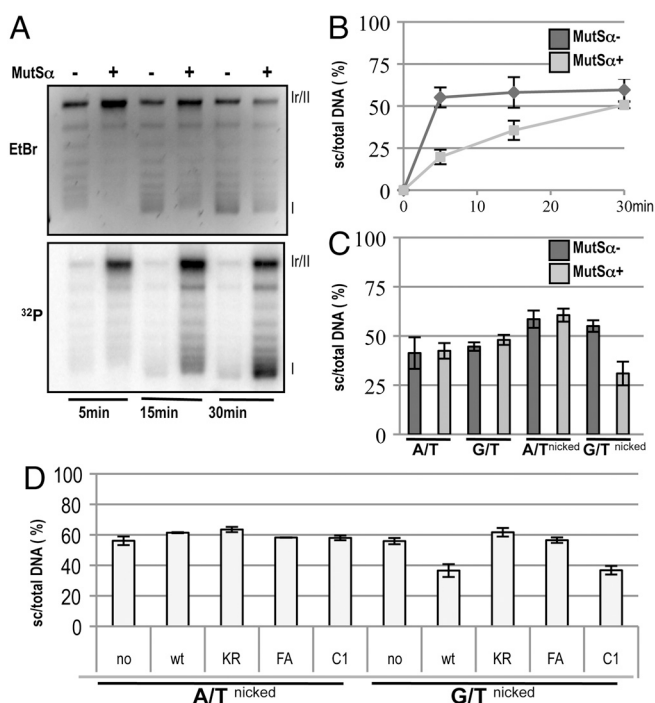 A
MutSα - + - + - +
EtBr
Ir/II
I
32P
Ir/II
I
5min 15min 30min
B
sc/total DNA (%)
100
75
50
25
0
0 10 20 30min
MutSα-
MutSα+
C
sc/total DNA (%)
100
75
50
25
0
MutSα-
MutSα+
A/T G/T A/T nicked G/T nicked
D
sc/total DNA (%)
100
80
60
40
20
0
no wt KR FA C1 no wt KR FA C1
A/T nicked G/T nicked